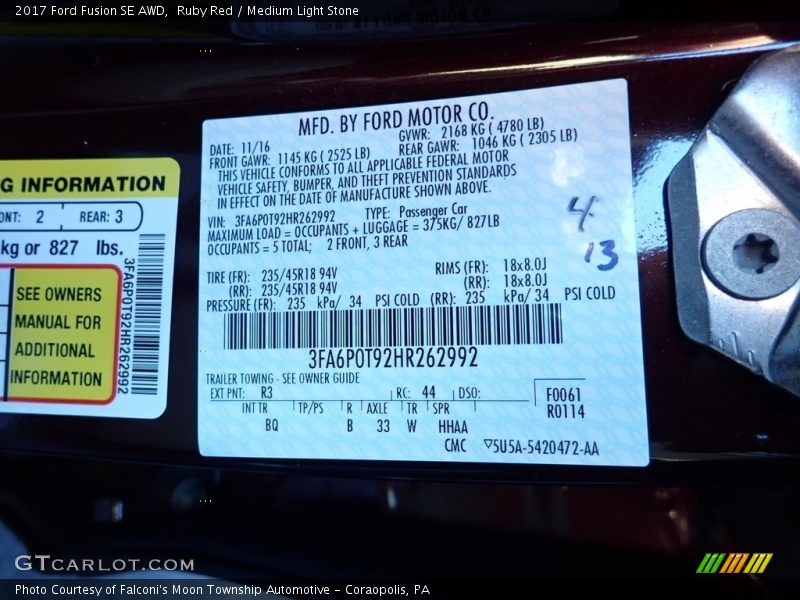 2017 Ford Fusion SE AWD,  Ruby Red / Medium Light Stone
G INFORMATION
ONT: 2 REAR: 3
kg or 827 lbs.
SEE OWNERS
MANUAL FOR
ADDITIONAL
INFORMATION
3FA6P0T92HR262992
MFD. BY FORD MOTOR CO.
DATE: 11/16 GVWR: 2168 KG ( 4780 LB)
FRONT GAWR: 1145 KG ( 2525 LB) REAR GAWR: 1046 KG ( 2305 LB)
THIS VEHICLE CONFORMS TO ALL APPLICABLE FEDERAL MOTOR
VEHICLE SAFETY, BUMPER, AND THEFT PREVENTION STANDARDS
IN EFFECT ON THE DATE OF MANUFACTURE SHOWN ABOVE.
VIN: 3FA6P0T92HR262992 TYPE: Passenger Car
MAXIMUM LOAD = OCCUPANTS + LUGGAGE = 375KG/ 827LB
OCCUPANTS = 5 TOTAL; 2 FRONT, 3 REAR
4
13
TIRE (FR): 235/45R18 94V RIMS (FR): 18x8.0J
(RR): 235/45R18 94V (RR): 18x8.0J
PRESSURE (FR): 235 kPa/ 34 PSI COLD (RR): 235 kPa/ 34 PSI COLD
3FA6P0T92HR262992
TRAILER TOWING - SEE OWNER GUIDE
EXT PNT: R3 RC: 44 DSO: F0061
R0114
INT TR TP/PS R AXLE TR SPR
BQ B 33 W HHAA
CMC ▽5U5A-5420472-AA
GTCARLOT.COM
Photo Courtesy of Falconi's Moon Township Automotive - Coraopolis, PA